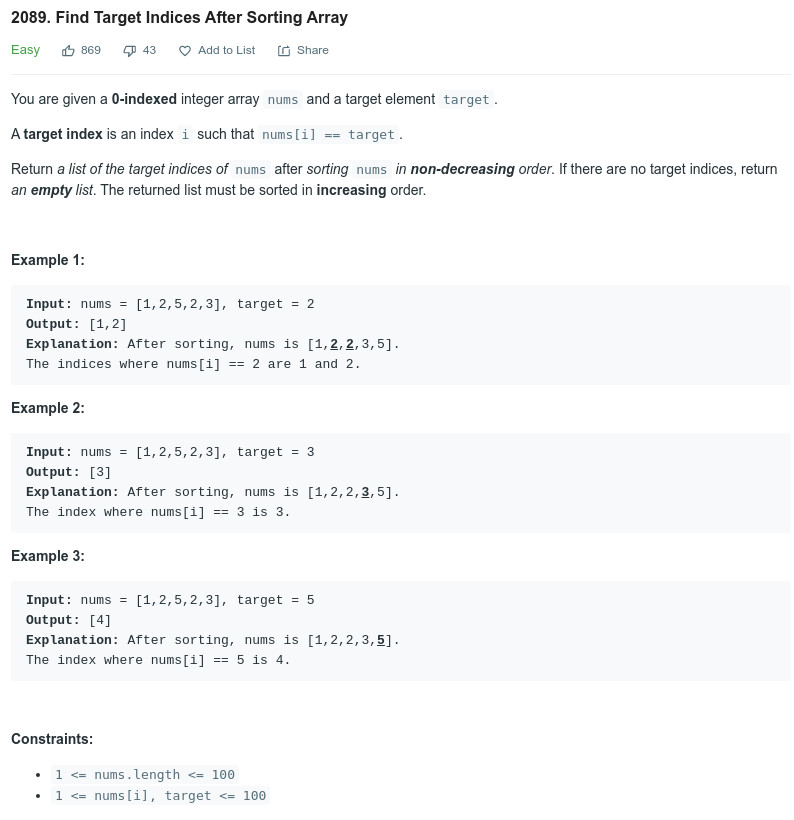 2089. Find Target Indices After Sorting Array
Easy 869 43 Add to List Share
You are given a 0-indexed integer array nums and a target element target.
A target index is an index i such that nums[i] == target.
Return a list of the target indices of nums after sorting nums in non-decreasing order. If there are no target indices, return
an empty list. The returned list must be sorted in increasing order.
Example 1:
Input: nums = [1,2,5,2,3], target = 2
Output: [1,2]
Explanation: After sorting, nums is [1,2,2,3,5].
The indices where nums[i] == 2 are 1 and 2.
Example 2:
Input: nums = [1,2,5,2,3], target = 3
Output: [3]
Explanation: After sorting, nums is [1,2,2,3,5].
The index where nums[i] == 3 is 3.
Example 3:
Input: nums = [1,2,5,2,3], target = 5
Output: [4]
Explanation: After sorting, nums is [1,2,2,3,5].
The index where nums[i] == 5 is 4.
Constraints:
• 1 <= nums.length <= 100
• 1 <= nums[i], target <= 100